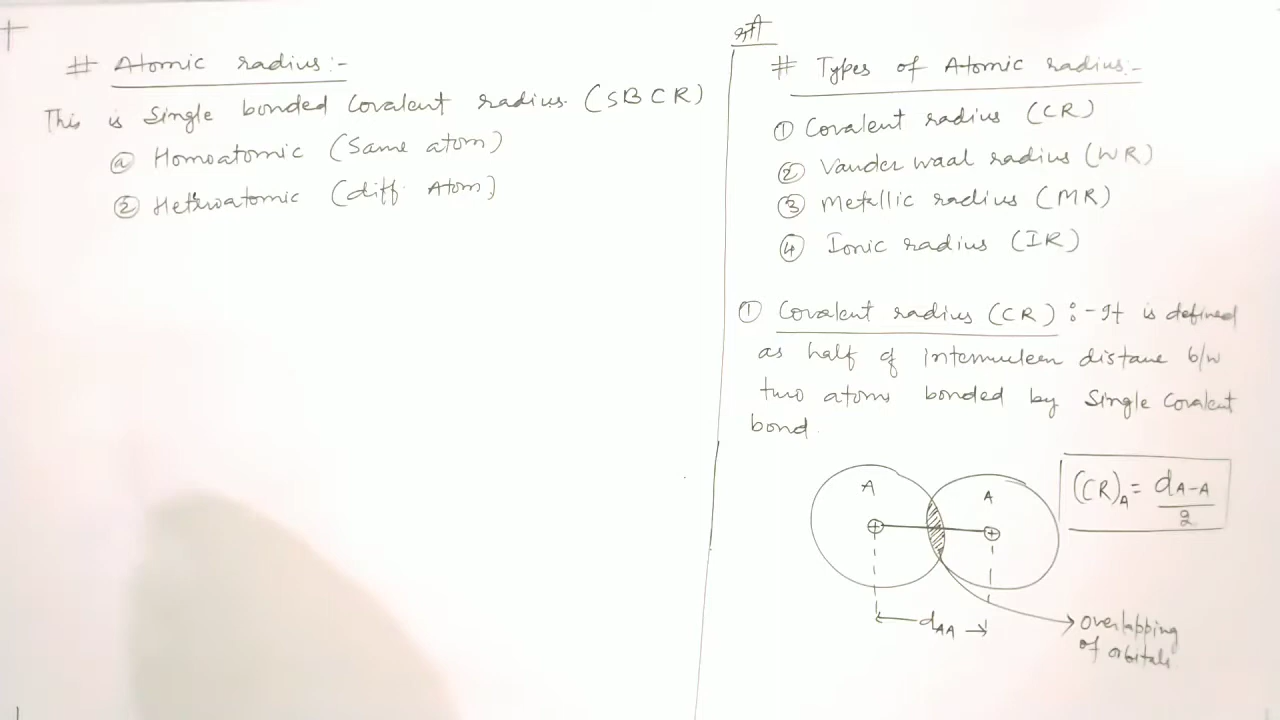 # Atomic radius:-
This is Single bonded Covalent radius. (SBCR)
ⓐ Homoatomic (Same atom)
② Hetroatomic (diff. Atom)
# Types of Atomic radius:-
① Covalent radius (CR)
② Vander waal radius (WR)
③ Metallic radius (MR)
④ Ionic radius (IR)
① Covalent radius (CR) :- It is defined
as half of distane b/w
two atoms bonded by Single Covalent
bond.
A A
(CR)A = dA-A/2
dAA
overlapping
of orbitals